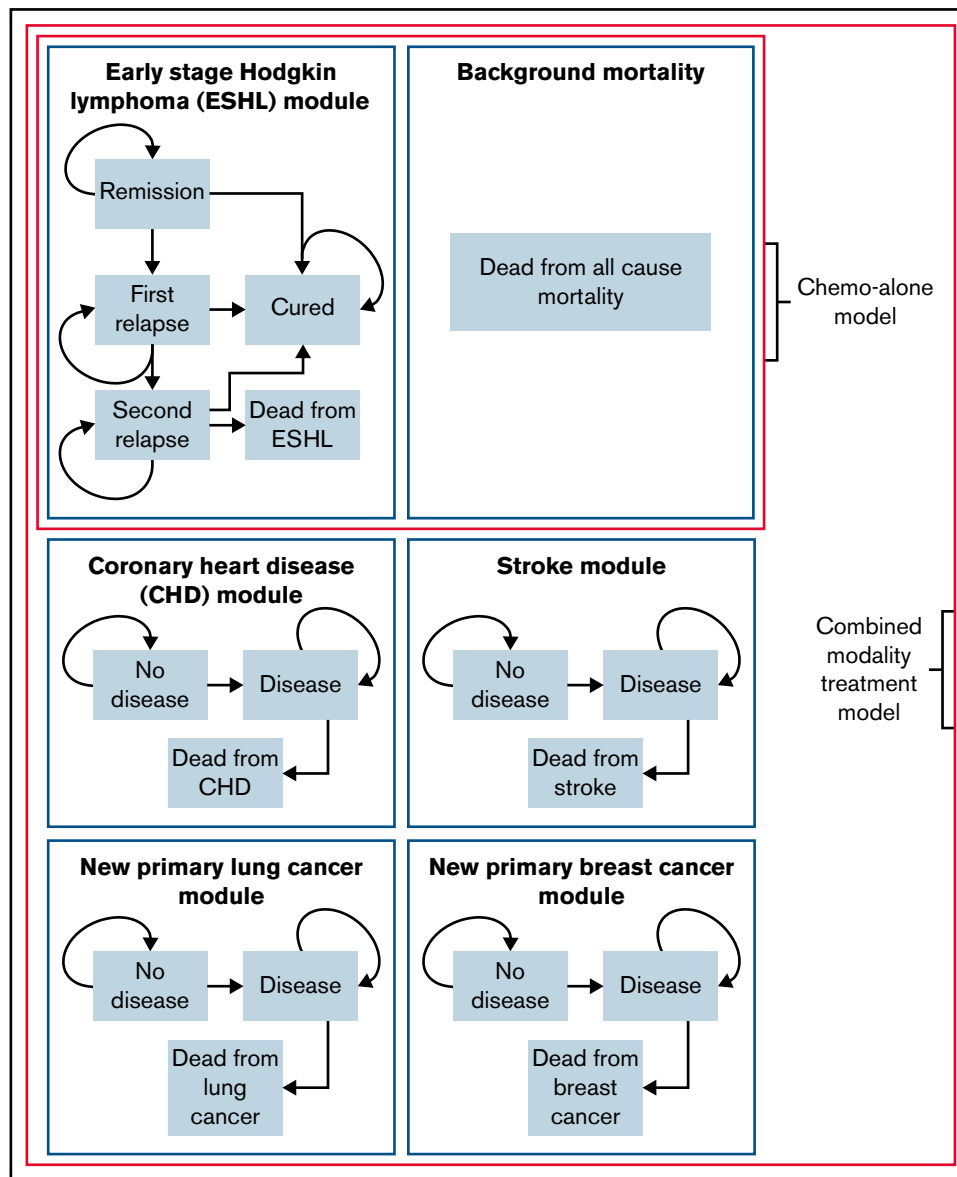 Early stage Hodgkin
lymphoma (ESHL) module
Remission
First
relapse
Cured
Second
relapse
Dead from
ESHL
Background mortality
Dead from all cause
mortality
Chemo-alone
model
Coronary heart disease
(CHD) module
No
disease
Disease
Dead from
CHD
Stroke module
No
disease
Disease
Dead from
stroke
Combined
modality
treatment
model
New primary lung cancer
module
No
disease
Disease
Dead from
lung
cancer
New primary breast cancer
module
No
disease
Disease
Dead from
breast
cancer